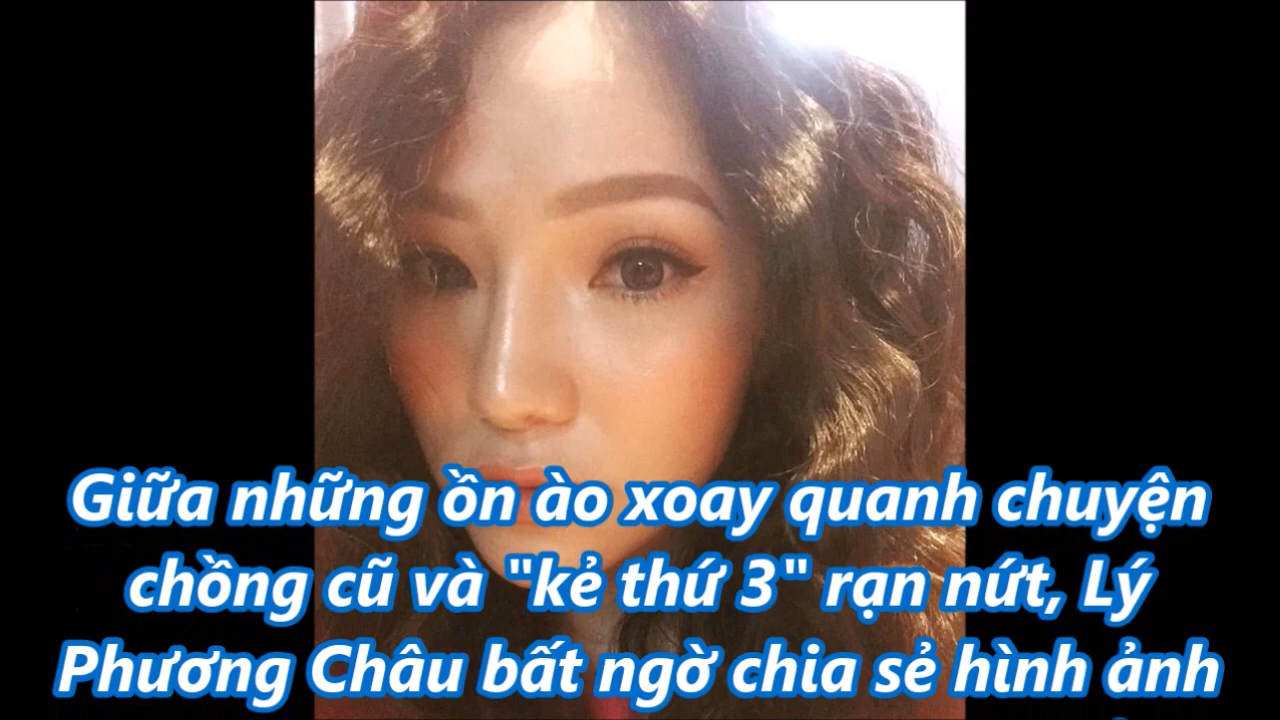 Giữa những ồn ào xoay quanh chuyện
chồng cũ và "kẻ thứ 3" rạn nứt, Lý
Phương Châu bất ngờ chia sẻ hình ảnh